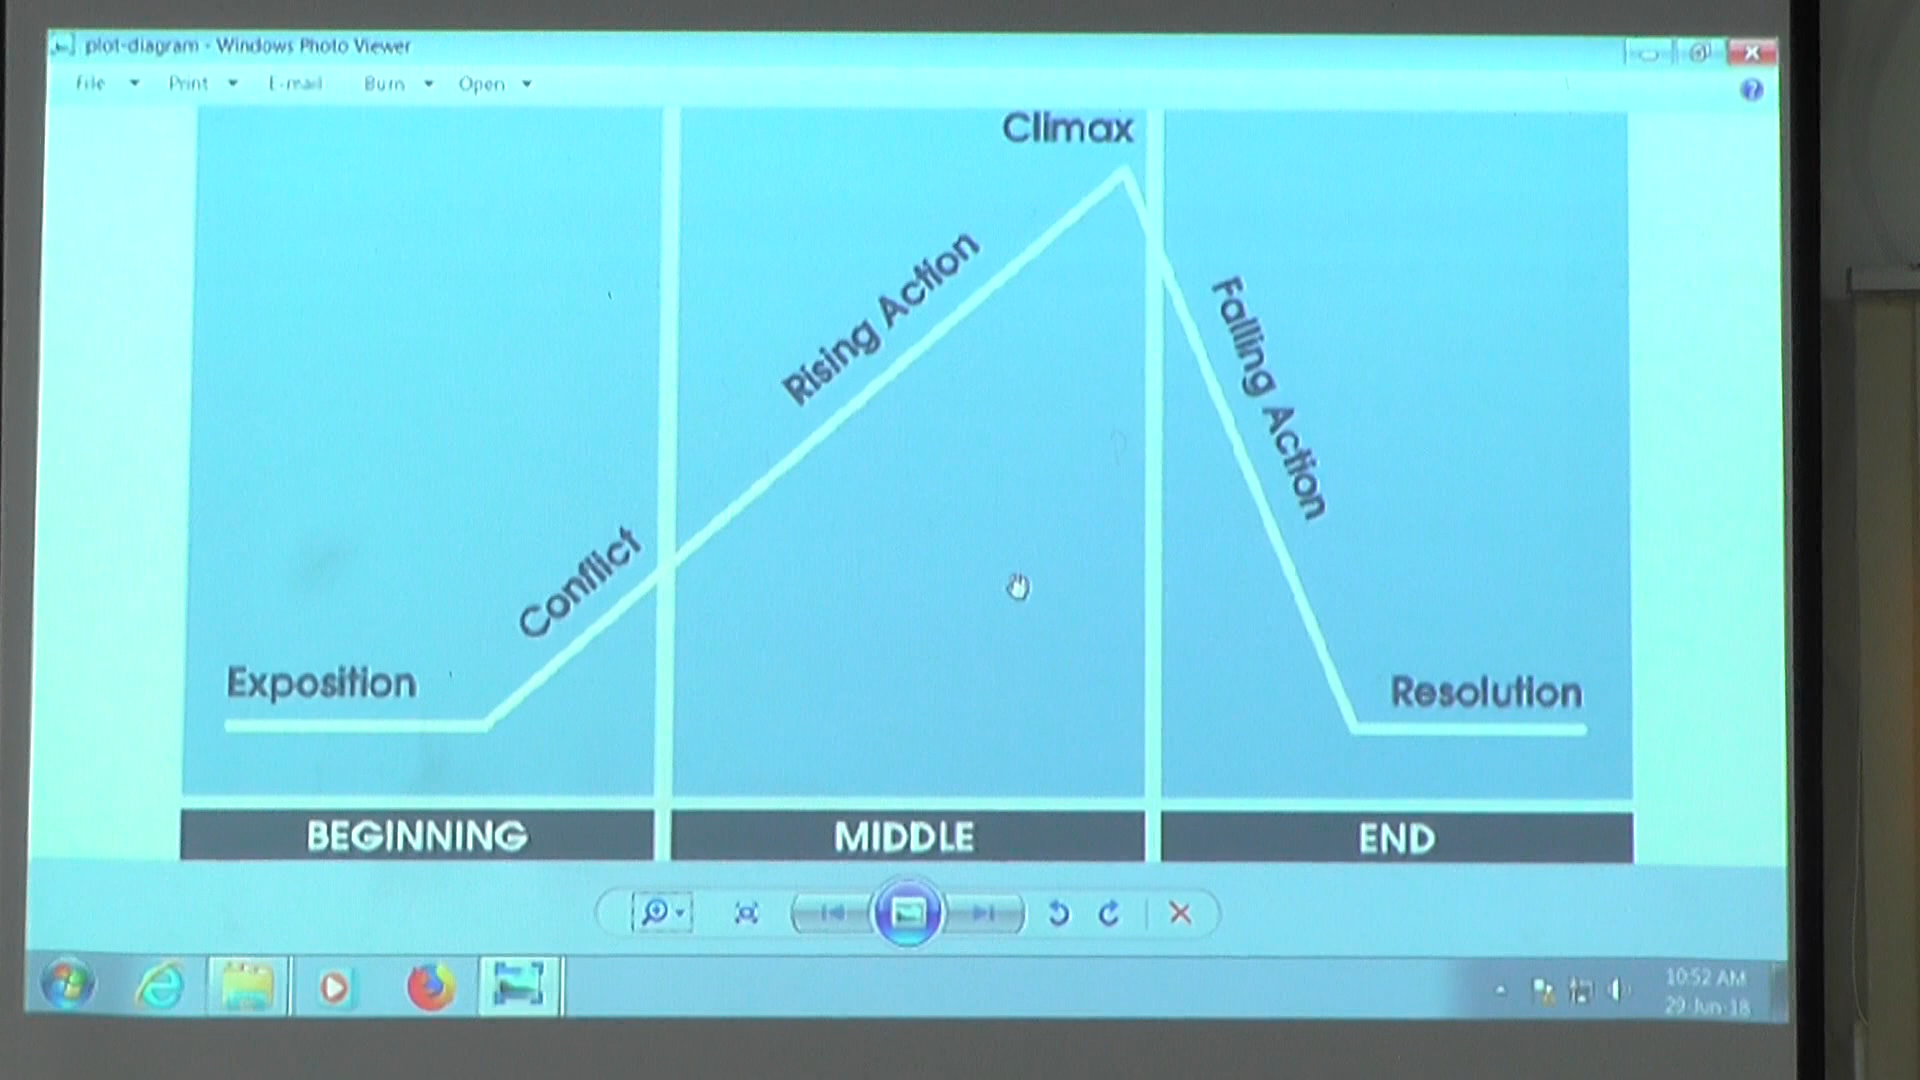 plot-diagram - Windows Photo Viewer
File Print E-mail Burn Open
Climax
Rising Action
Falling Action
Conflict
Exposition
Resolution
BEGINNING MIDDLE END
10:52 AM
29-Jun-18